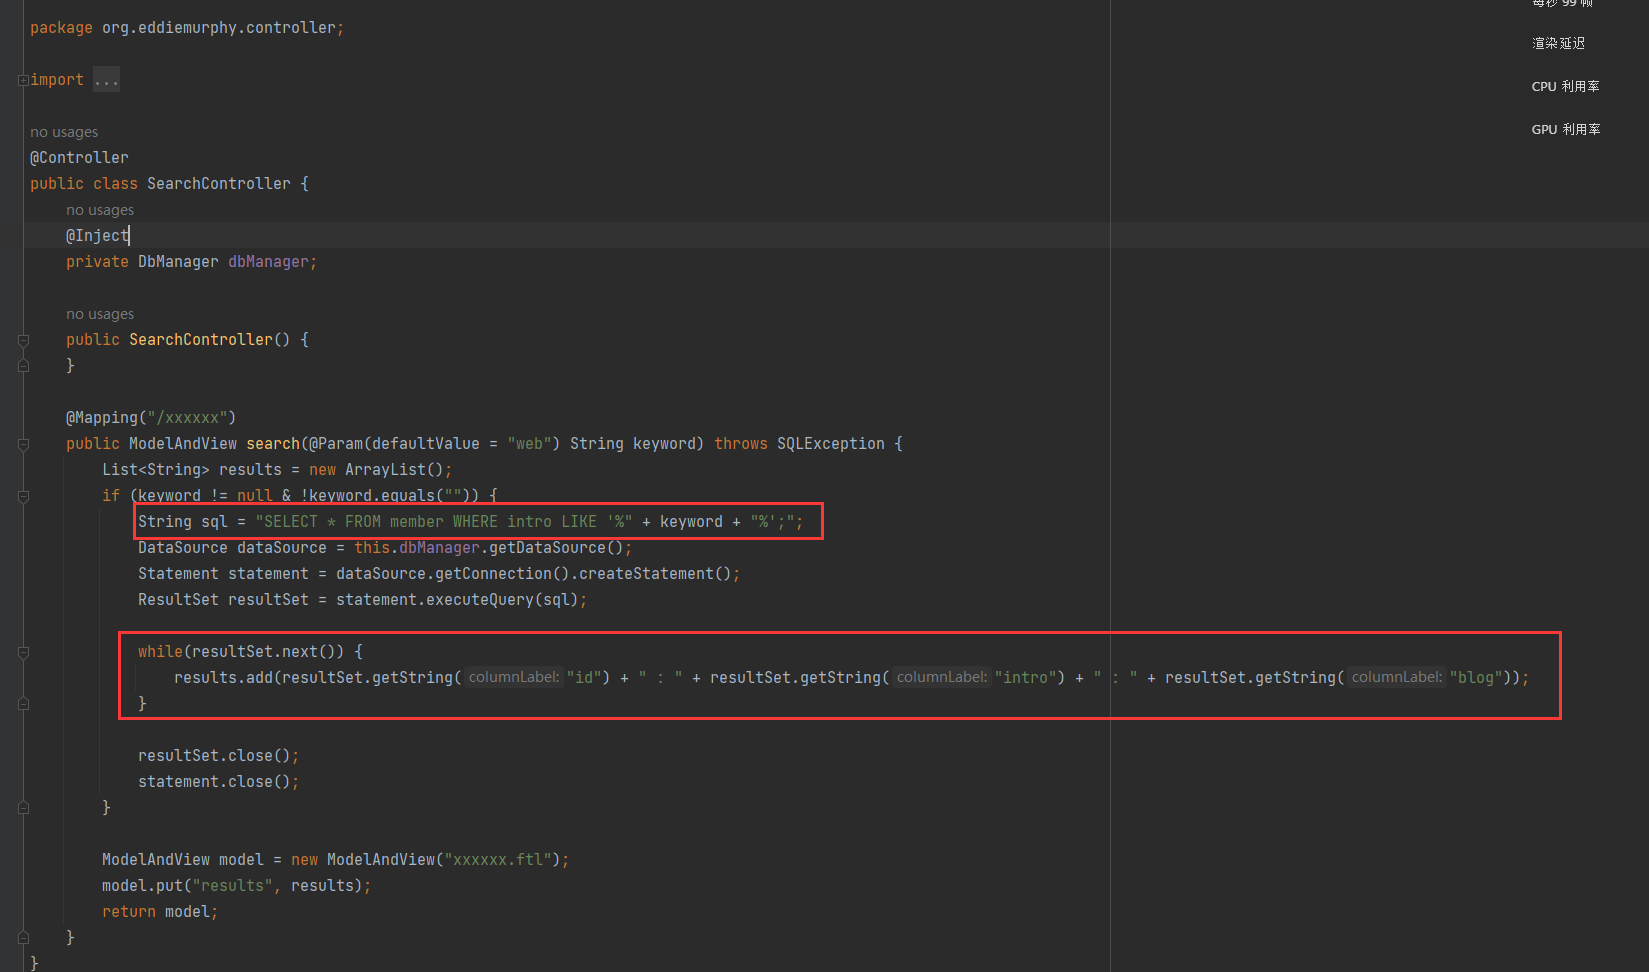 package org.eddiemurphy.controller;
import ...
no usages
@Controller
public class SearchController {
no usages
@Inject
private DbManager dbManager;
no usages
public SearchController() {
}
@Mapping("/xxxxxx")
public ModelAndView search(@Param(defaultValue = "web") String keyword) throws SQLException {
List<String> results = new ArrayList();
if (keyword != null & !keyword.equals("")) {
String sql = "SELECT * FROM member WHERE intro LIKE '%" + keyword + "%';";
DataSource dataSource = this.dbManager.getDataSource();
Statement statement = dataSource.getConnection().createStatement();
ResultSet resultSet = statement.executeQuery(sql);
while(resultSet.next()) {
results.add(resultSet.getString( columnLabel: "id") + " : " + resultSet.getString( columnLabel: "intro") + " : " + resultSet.getString( columnLabel: "blog"));
}
resultSet.close();
statement.close();
}
ModelAndView model = new ModelAndView("xxxxxx.ftl");
model.put("results", results);
return model;
}
}
每秒 99 帧
渲染延迟
CPU 利用率
GPU 利用率